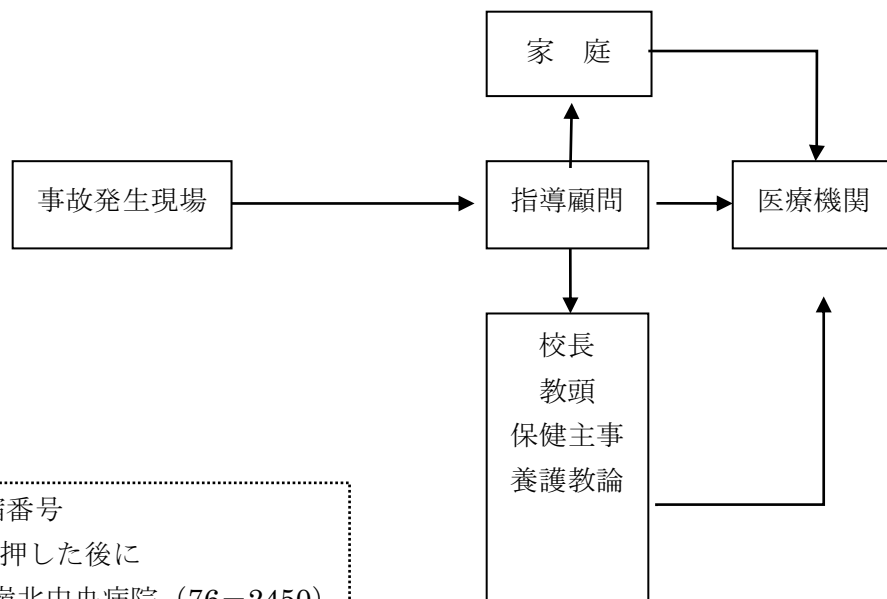 家　庭
事故発生現場
指導顧問
医療機関
校長
教頭
保健主事
養護教論
番号
押した後に
北中央病院（76－2450）